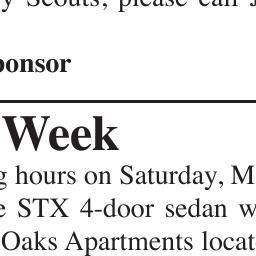 y Scouts, please call
ponsor
Week
g hours on Saturday, M
e STX 4-door sedan w
Oaks Apartments locat